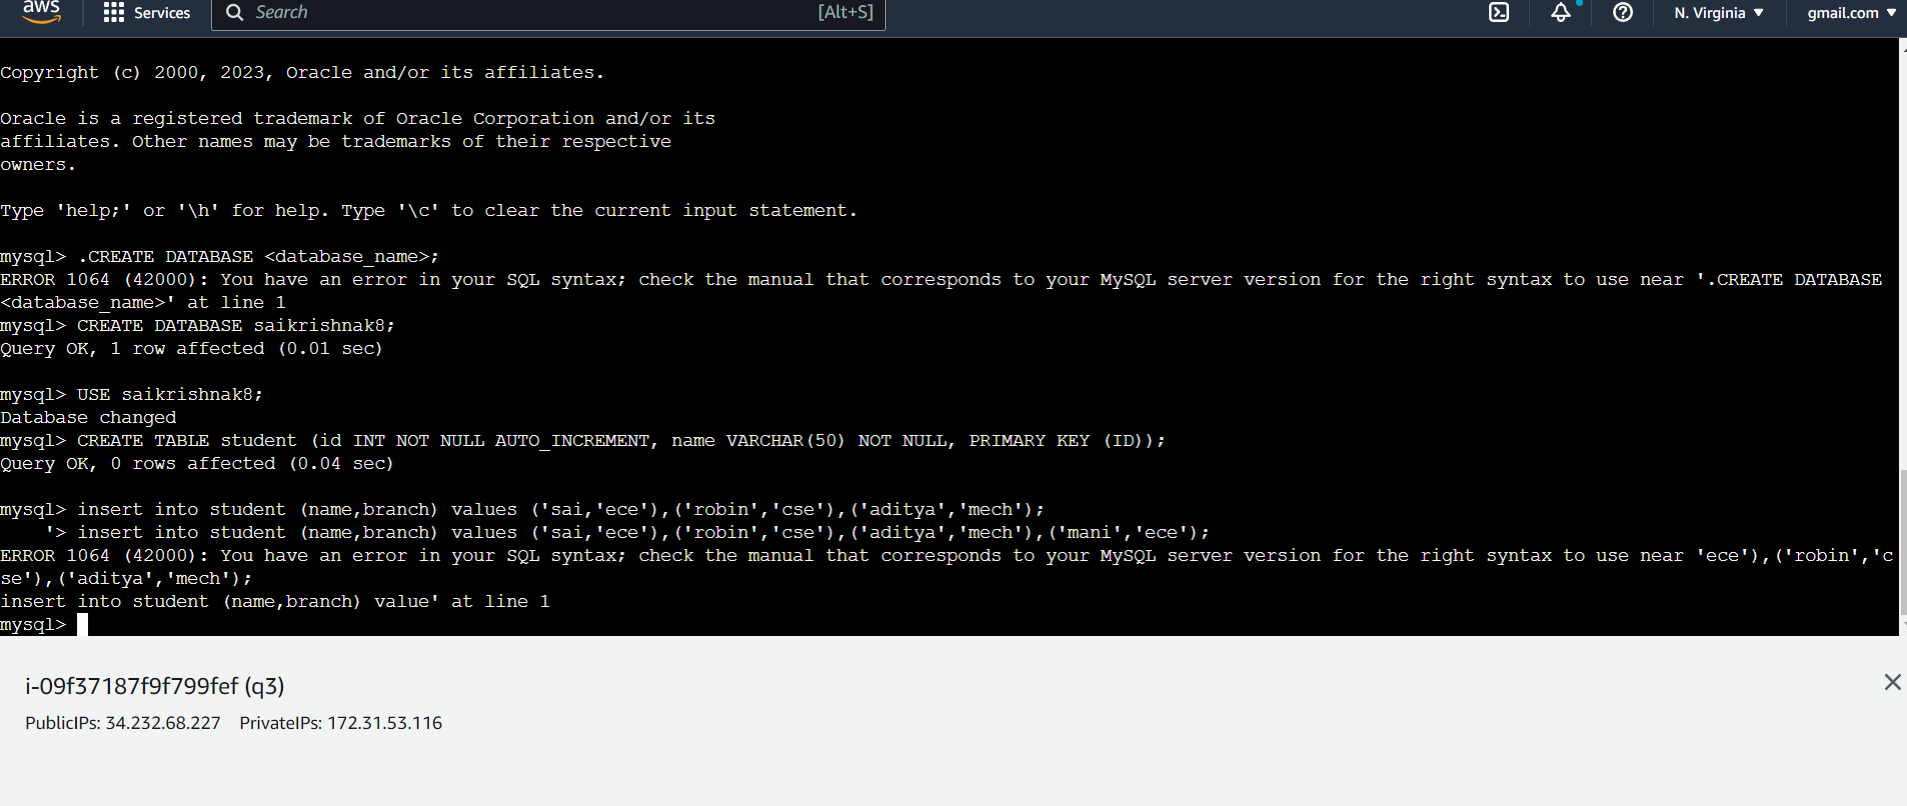 aws Services Search [Alt+S] N. Virginia ▼ gmail.com ▼
Copyright (c) 2000, 2023, Oracle and/or its affiliates.
Oracle is a registered trademark of Oracle Corporation and/or its
affiliates. Other names may be trademarks of their respective
owners.
Type 'help;' or '\h' for help. Type '\c' to clear the current input statement.
mysql> .CREATE DATABASE <database_name>;
ERROR 1064 (42000): You have an error in your SQL syntax; check the manual that corresponds to your MySQL server version for the right syntax to use near '.CREATE DATABASE
<database_name>' at line 1
mysql> CREATE DATABASE saikrishnak8;
Query OK, 1 row affected (0.01 sec)
mysql> USE saikrishnak8;
Database changed
mysql> CREATE TABLE student (id INT NOT NULL AUTO_INCREMENT, name VARCHAR(50) NOT NULL, PRIMARY KEY (ID));
Query OK, 0 rows affected (0.04 sec)
mysql> insert into student (name,branch) values ('sai,'ece'),('robin','cse'),('aditya','mech');
'> insert into student (name,branch) values ('sai,'ece'),('robin','cse'),('aditya','mech'),('mani','ece');
ERROR 1064 (42000): You have an error in your SQL syntax; check the manual that corresponds to your MySQL server version for the right syntax to use near 'ece'),('robin','c
se'),('aditya','mech');
insert into student (name,branch) value' at line 1
mysql>
i-09f37187f9f799fef (q3)
PublicIPs: 34.232.68.227 PrivateIPs: 172.31.53.116